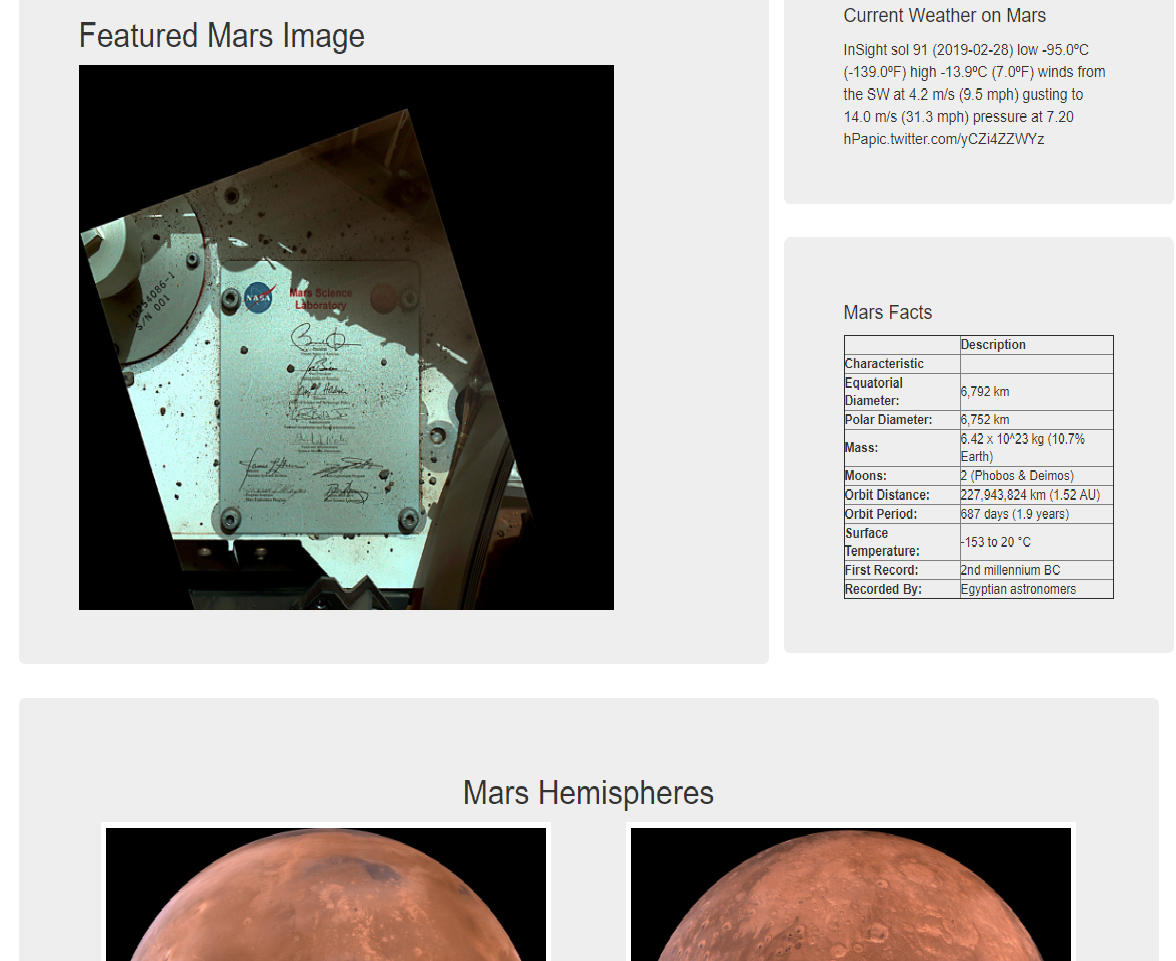 Featured Mars Image
10354086-1
S/N 001
NASA
Mars Science
Laboratory
Current Weather on Mars
InSight sol 91 (2019-02-28) low -95.0ºC
(-139.0ºF) high -13.9ºC (7.0ºF) winds from
the SW at 4.2 m/s (9.5 mph) gusting to
14.0 m/s (31.3 mph) pressure at 7.20
hPapic.twitter.com/yCZi4ZZWYz
Mars Facts
Description
Characteristic
Equatorial
Diameter:
6,792 km
Polar Diameter: 6,752 km
Mass:
6.42 x 10^23 kg (10.7%
Earth)
Moons: 2 (Phobos & Deimos)
Orbit Distance: 227,943,824 km (1.52 AU)
Orbit Period: 687 days (1.9 years)
Surface
Temperature:
-153 to 20 °C
First Record: 2nd millennium BC
Recorded By: Egyptian astronomers
Mars Hemispheres